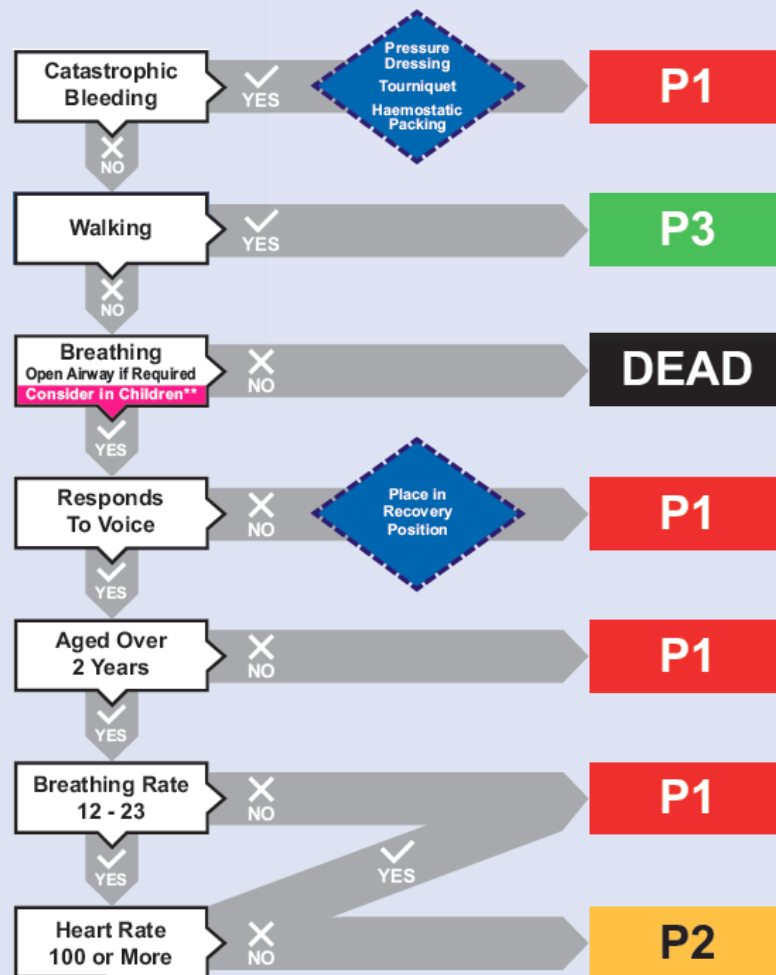 Catastrophic
Bleeding
YES
Pressure
Dressing
Tourniquet
Haemostatic
Packing
P1
NO
Walking
YES
P3
NO
Breathing
Open Airway if Required
Consider in Children**
NO
DEAD
YES
Responds
To Voice
NO
Place in
Recovery
Position
P1
YES
Aged Over
2 Years
NO
P1
YES
Breathing Rate
12 - 23
NO
P1
YES
YES
Heart Rate
100 or More
NO
P2